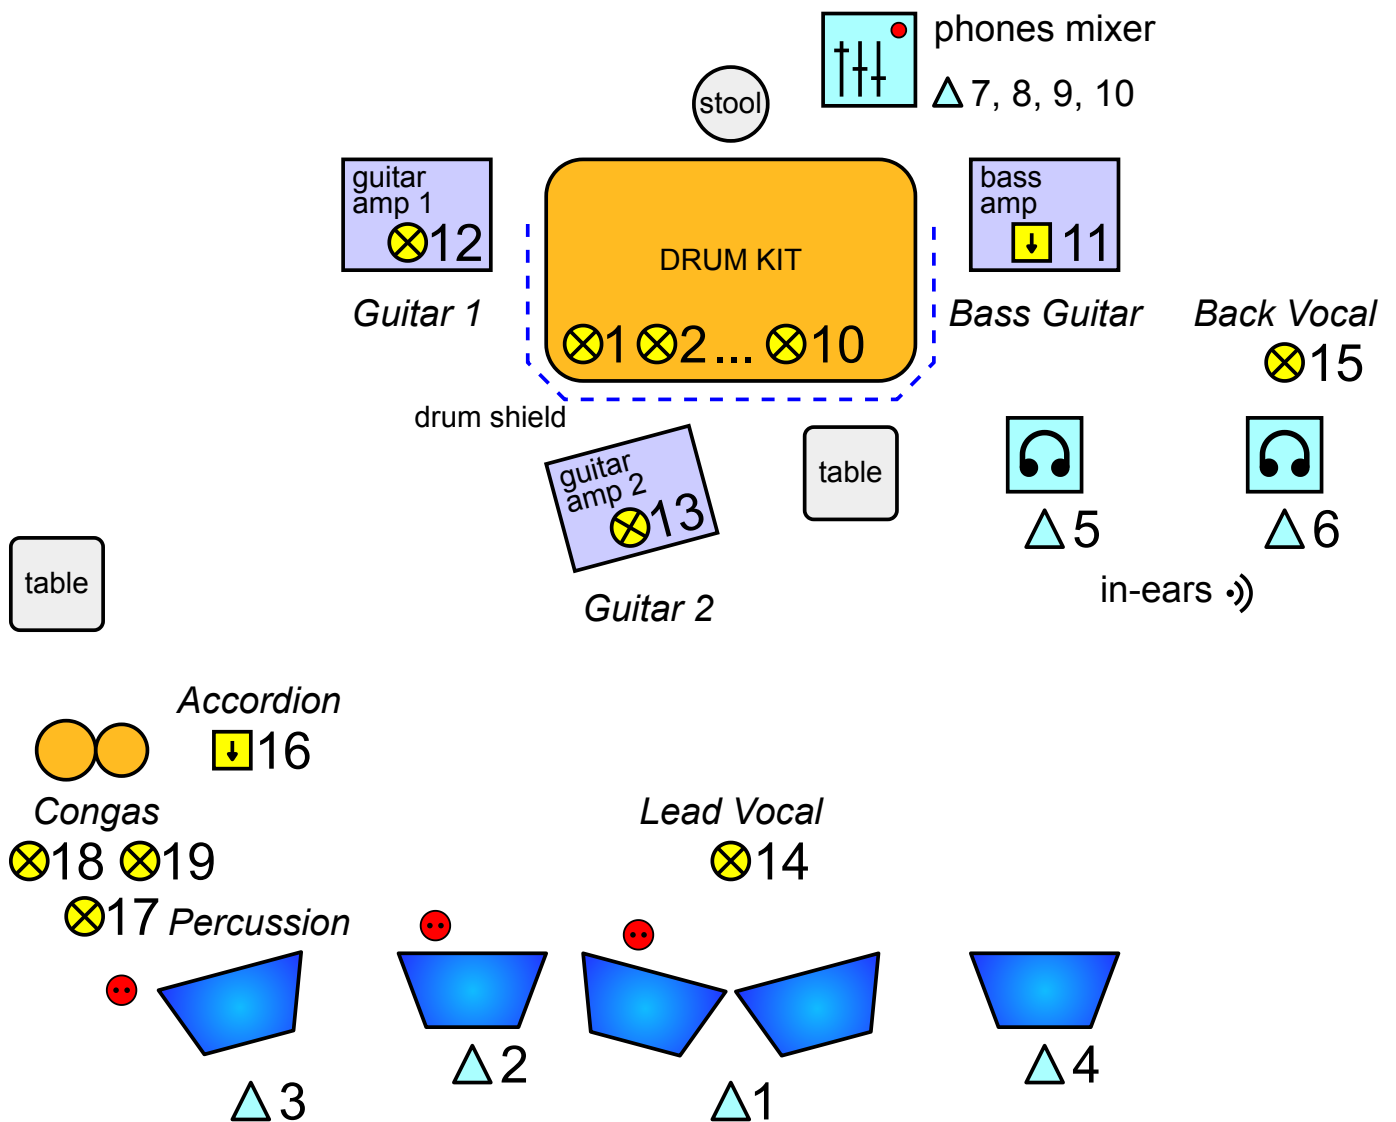 phones mixer
7, 8, 9, 10
stool
guitar
amp 1
12
Guitar 1
DRUM KIT
1 2 ... 10
bass
amp
11
Bass Guitar
Back Vocal
15
drum shield
guitar
amp 2
13
Guitar 2
table
5
6
in-ears
table
Accordion
16
Congas
18 19
17 Percussion
Lead Vocal
14
3
2
1
4